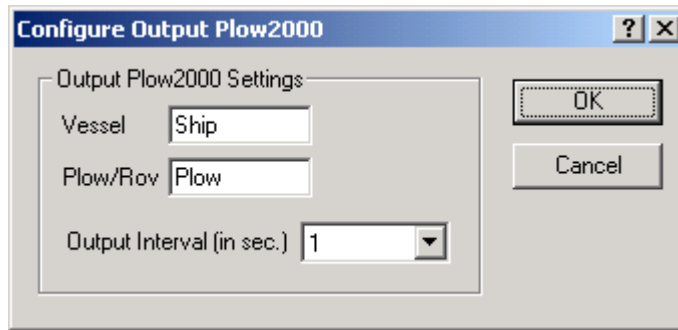 Configure Output Plow2000
? ×
Output Plow2000 Settings
Vessel Ship
Plow/Rov Plow
Output Interval (in sec.) 1
OK
Cancel